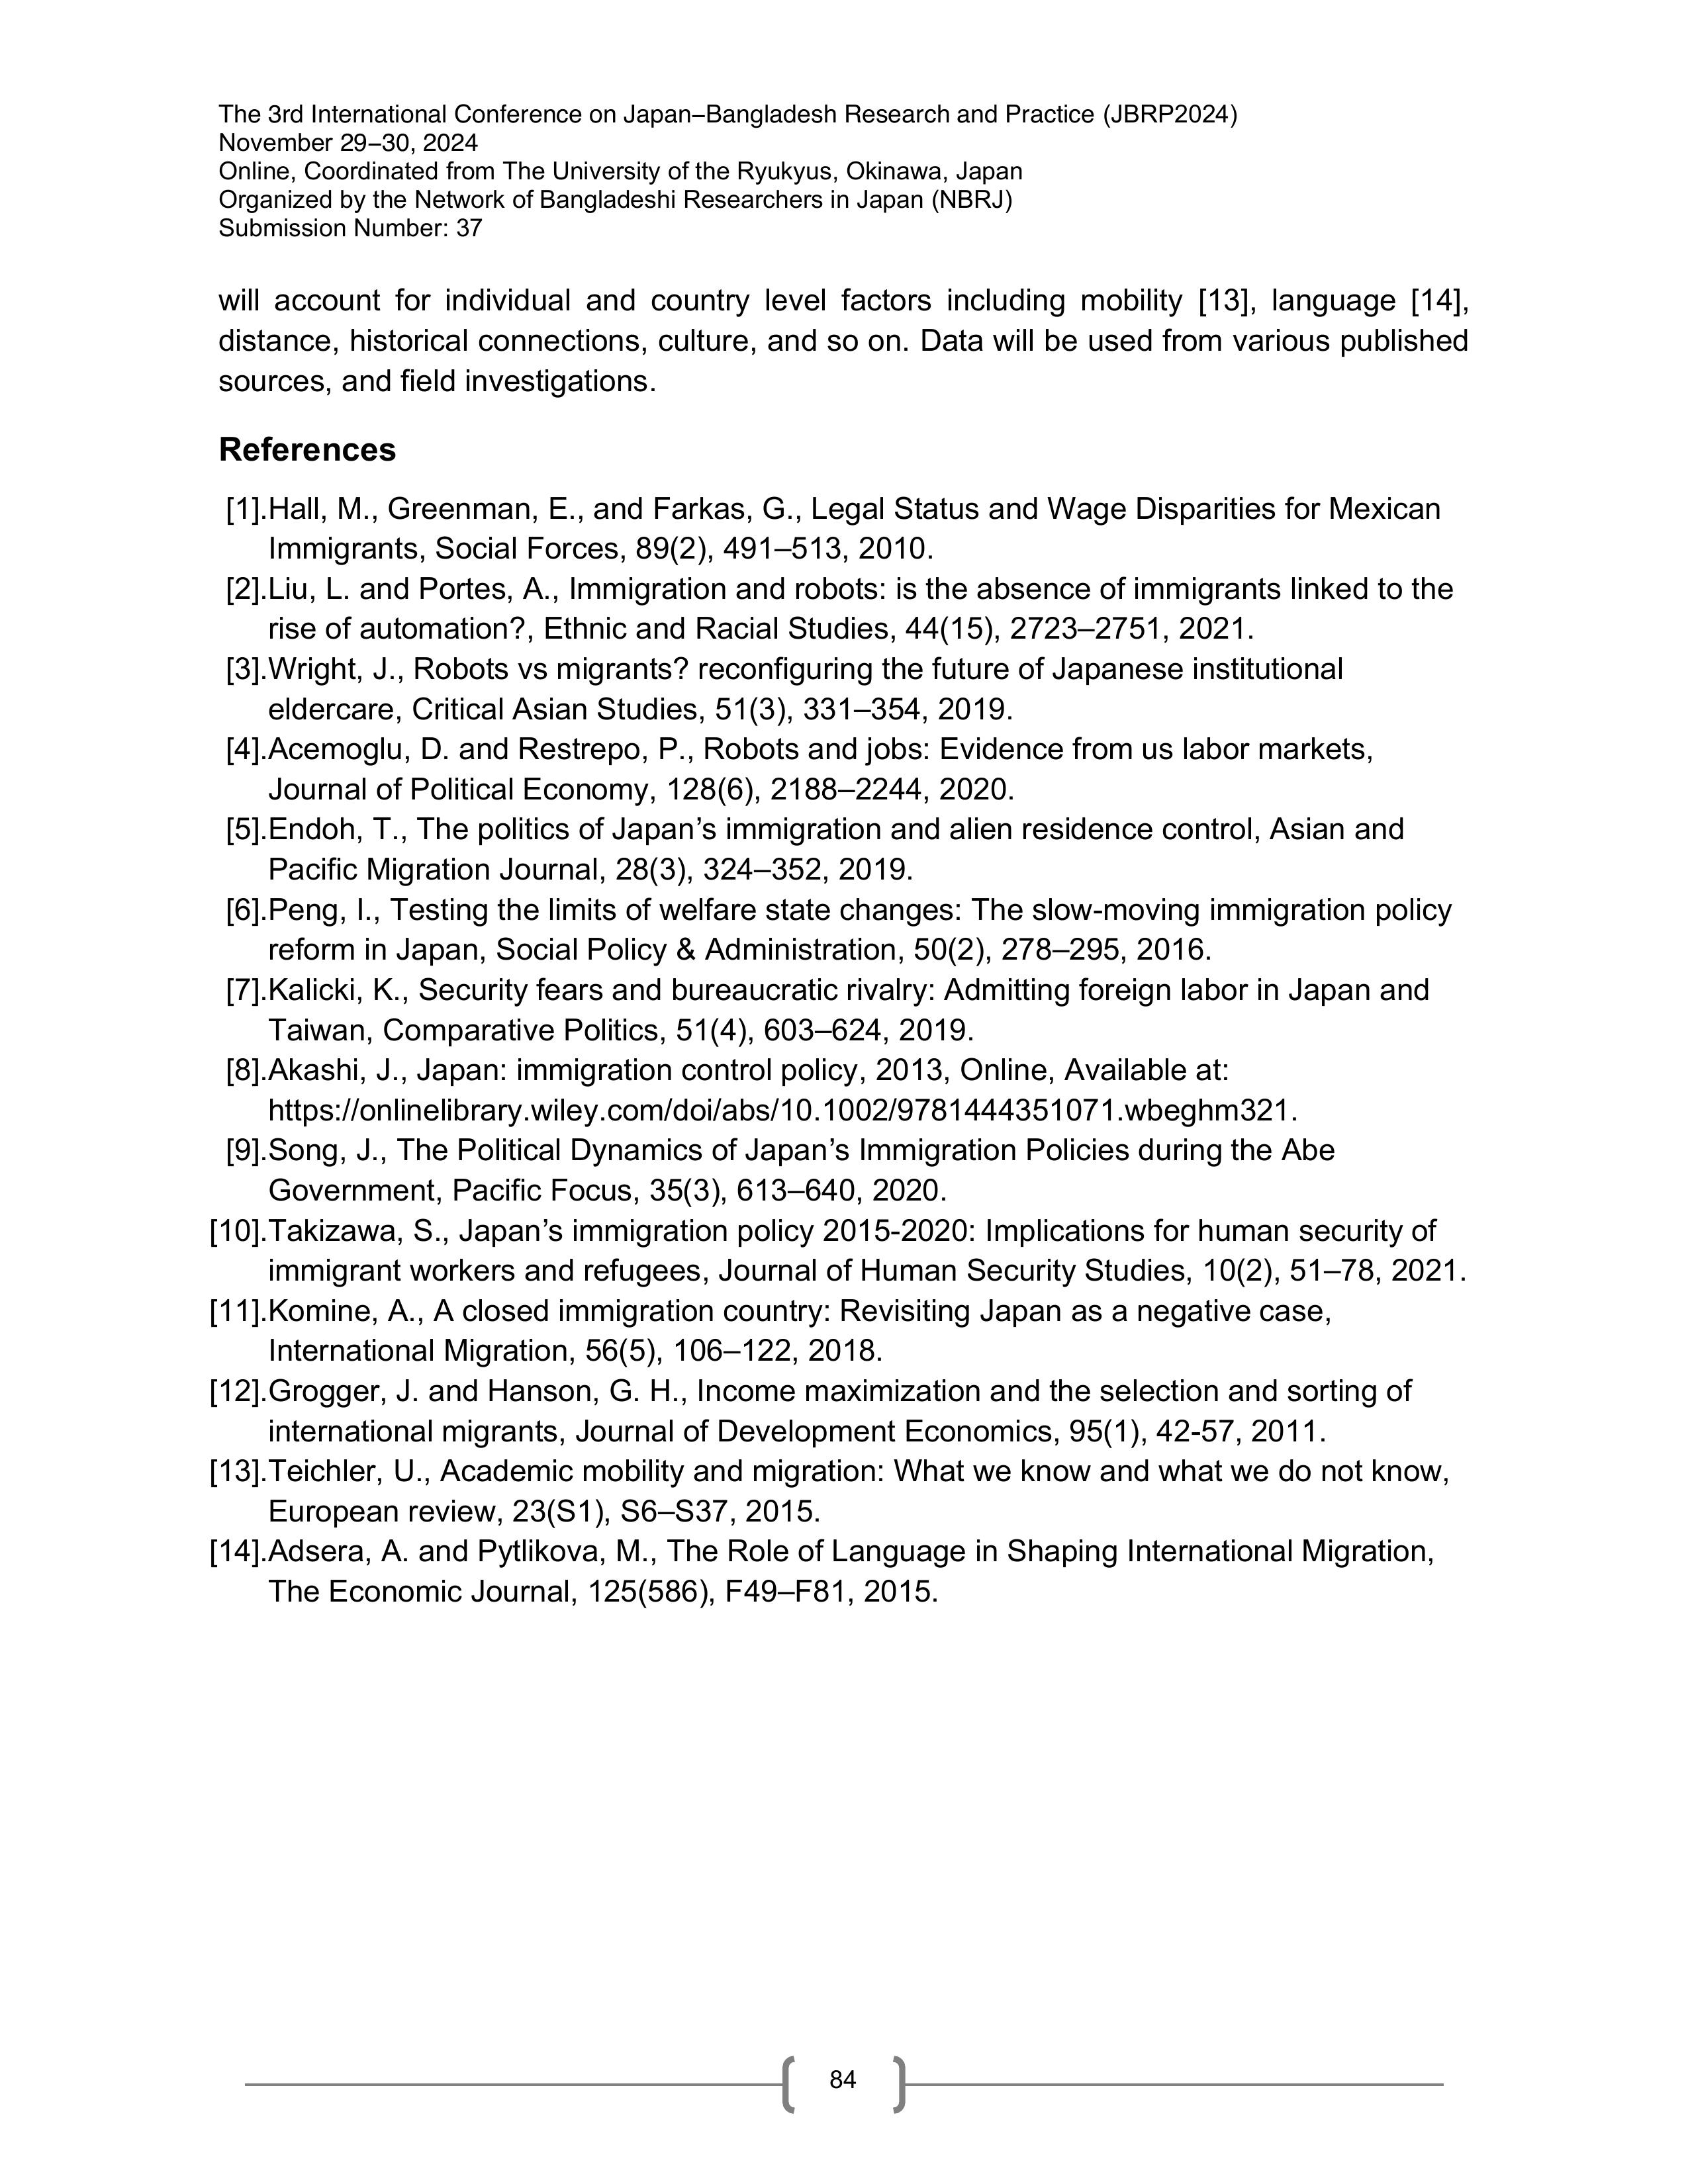 The 3rd International Conference on Japan–Bangladesh Research and Practice (JBRP2024)
November 29–30, 2024
Online, Coordinated from The University of the Ryukyus, Okinawa, Japan
Organized by the Network of Bangladeshi Researchers in Japan (NBRJ)
Submission Number: 37
will account for individual and country level factors including mobility [13], language [14],
distance, historical connections, culture, and so on. Data will be used from various published
sources, and field investigations.
References
[1].Hall, M., Greenman, E., and Farkas, G., Legal Status and Wage Disparities for Mexican
Immigrants, Social Forces, 89(2), 491–513, 2010.
[2].Liu, L. and Portes, A., Immigration and robots: is the absence of immigrants linked to the
rise of automation?, Ethnic and Racial Studies, 44(15), 2723–2751, 2021.
[3].Wright, J., Robots vs migrants? reconfiguring the future of Japanese institutional
eldercare, Critical Asian Studies, 51(3), 331–354, 2019.
[4].Acemoglu, D. and Restrepo, P., Robots and jobs: Evidence from us labor markets,
Journal of Political Economy, 128(6), 2188–2244, 2020.
[5].Endoh, T., The politics of Japan’s immigration and alien residence control, Asian and
Pacific Migration Journal, 28(3), 324–352, 2019.
[6].Peng, I., Testing the limits of welfare state changes: The slow-moving immigration policy
reform in Japan, Social Policy & Administration, 50(2), 278–295, 2016.
[7].Kalicki, K., Security fears and bureaucratic rivalry: Admitting foreign labor in Japan and
Taiwan, Comparative Politics, 51(4), 603–624, 2019.
[8].Akashi, J., Japan: immigration control policy, 2013, Online, Available at:
https://onlinelibrary.wiley.com/doi/abs/10.1002/9781444351071.wbeghm321.
[9].Song, J., The Political Dynamics of Japan’s Immigration Policies during the Abe
Government, Pacific Focus, 35(3), 613–640, 2020.
[10].Takizawa, S., Japan’s immigration policy 2015-2020: Implications for human security of
immigrant workers and refugees, Journal of Human Security Studies, 10(2), 51–78, 2021.
[11].Komine, A., A closed immigration country: Revisiting Japan as a negative case,
International Migration, 56(5), 106–122, 2018.
[12].Grogger, J. and Hanson, G. H., Income maximization and the selection and sorting of
international migrants, Journal of Development Economics, 95(1), 42-57, 2011.
[13].Teichler, U., Academic mobility and migration: What we know and what we do not know,
European review, 23(S1), S6–S37, 2015.
[14].Adsera, A. and Pytlikova, M., The Role of Language in Shaping International Migration,
The Economic Journal, 125(586), F49–F81, 2015.
84